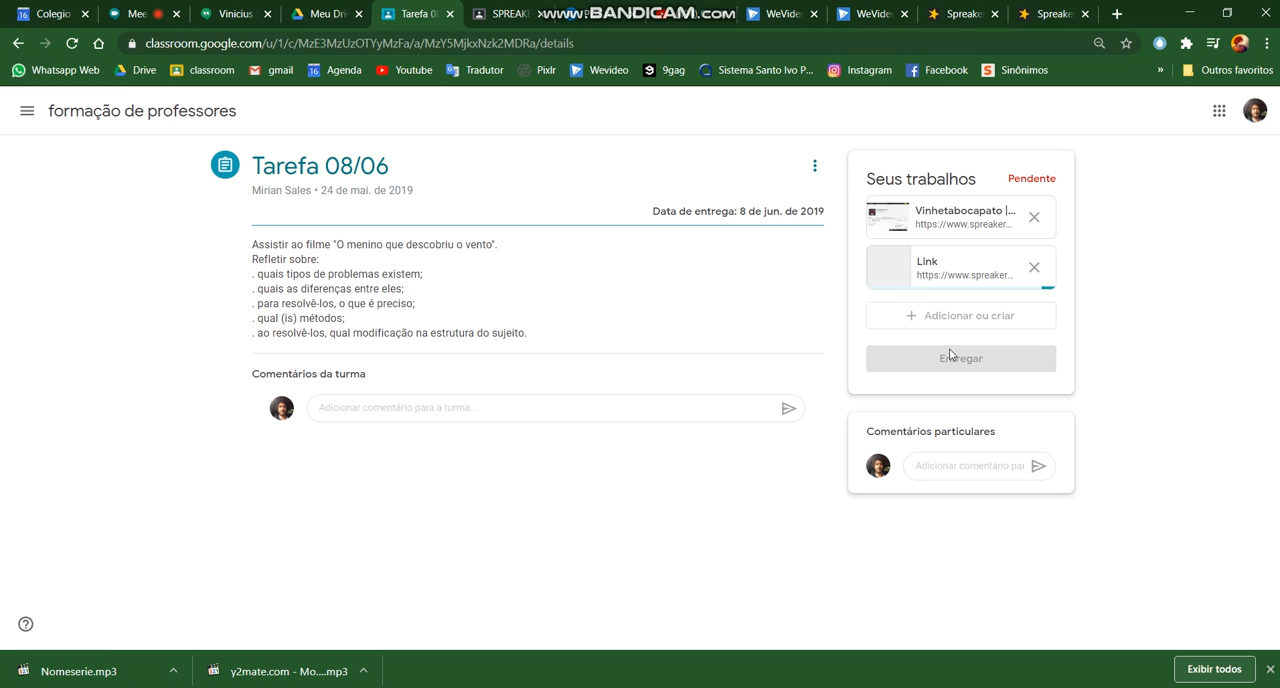 Colegio
Mee
Vinicius
Meu Dri
Tarefa 0
SPREAK
www.BANDICAM.com
WeVide
WeVide
Spreake
Spreake
classroom.google.com/u/1/c/MzE3MzUzOTYyMzFa/a/MzY5MjkxNzk2MDRa/details
Whatsapp Web
Drive
classroom
gmail
Agenda
Youtube
Tradutor
Pixlr
Wevideo
9gag
Sistema Santo Ivo P...
Instagram
Facebook
Sinônimos
»
Outros favoritos
formação de professores
Tarefa 08/06
Mirian Sales • 24 de mai. de 2019
Data de entrega: 8 de jun. de 2019
Assistir ao filme "O menino que descobriu o vento".
Refletir sobre:
. quais tipos de problemas existem;
. quais as diferenças entre eles;
. para resolvê-los, o que é preciso;
. qual (is) métodos;
. ao resolvê-los, qual modificação na estrutura do sujeito.
Comentários da turma
Adicionar comentário para a turma...
Seus trabalhos
Pendente
Vinhetabocapato |...
https://www.spreaker...
Link
https://www.spreaker...
+ Adicionar ou criar
Entregar
Comentários particulares
Adicionar comentário par
Nomeserie.mp3
y2mate.com - Mo....mp3
Exibir todos